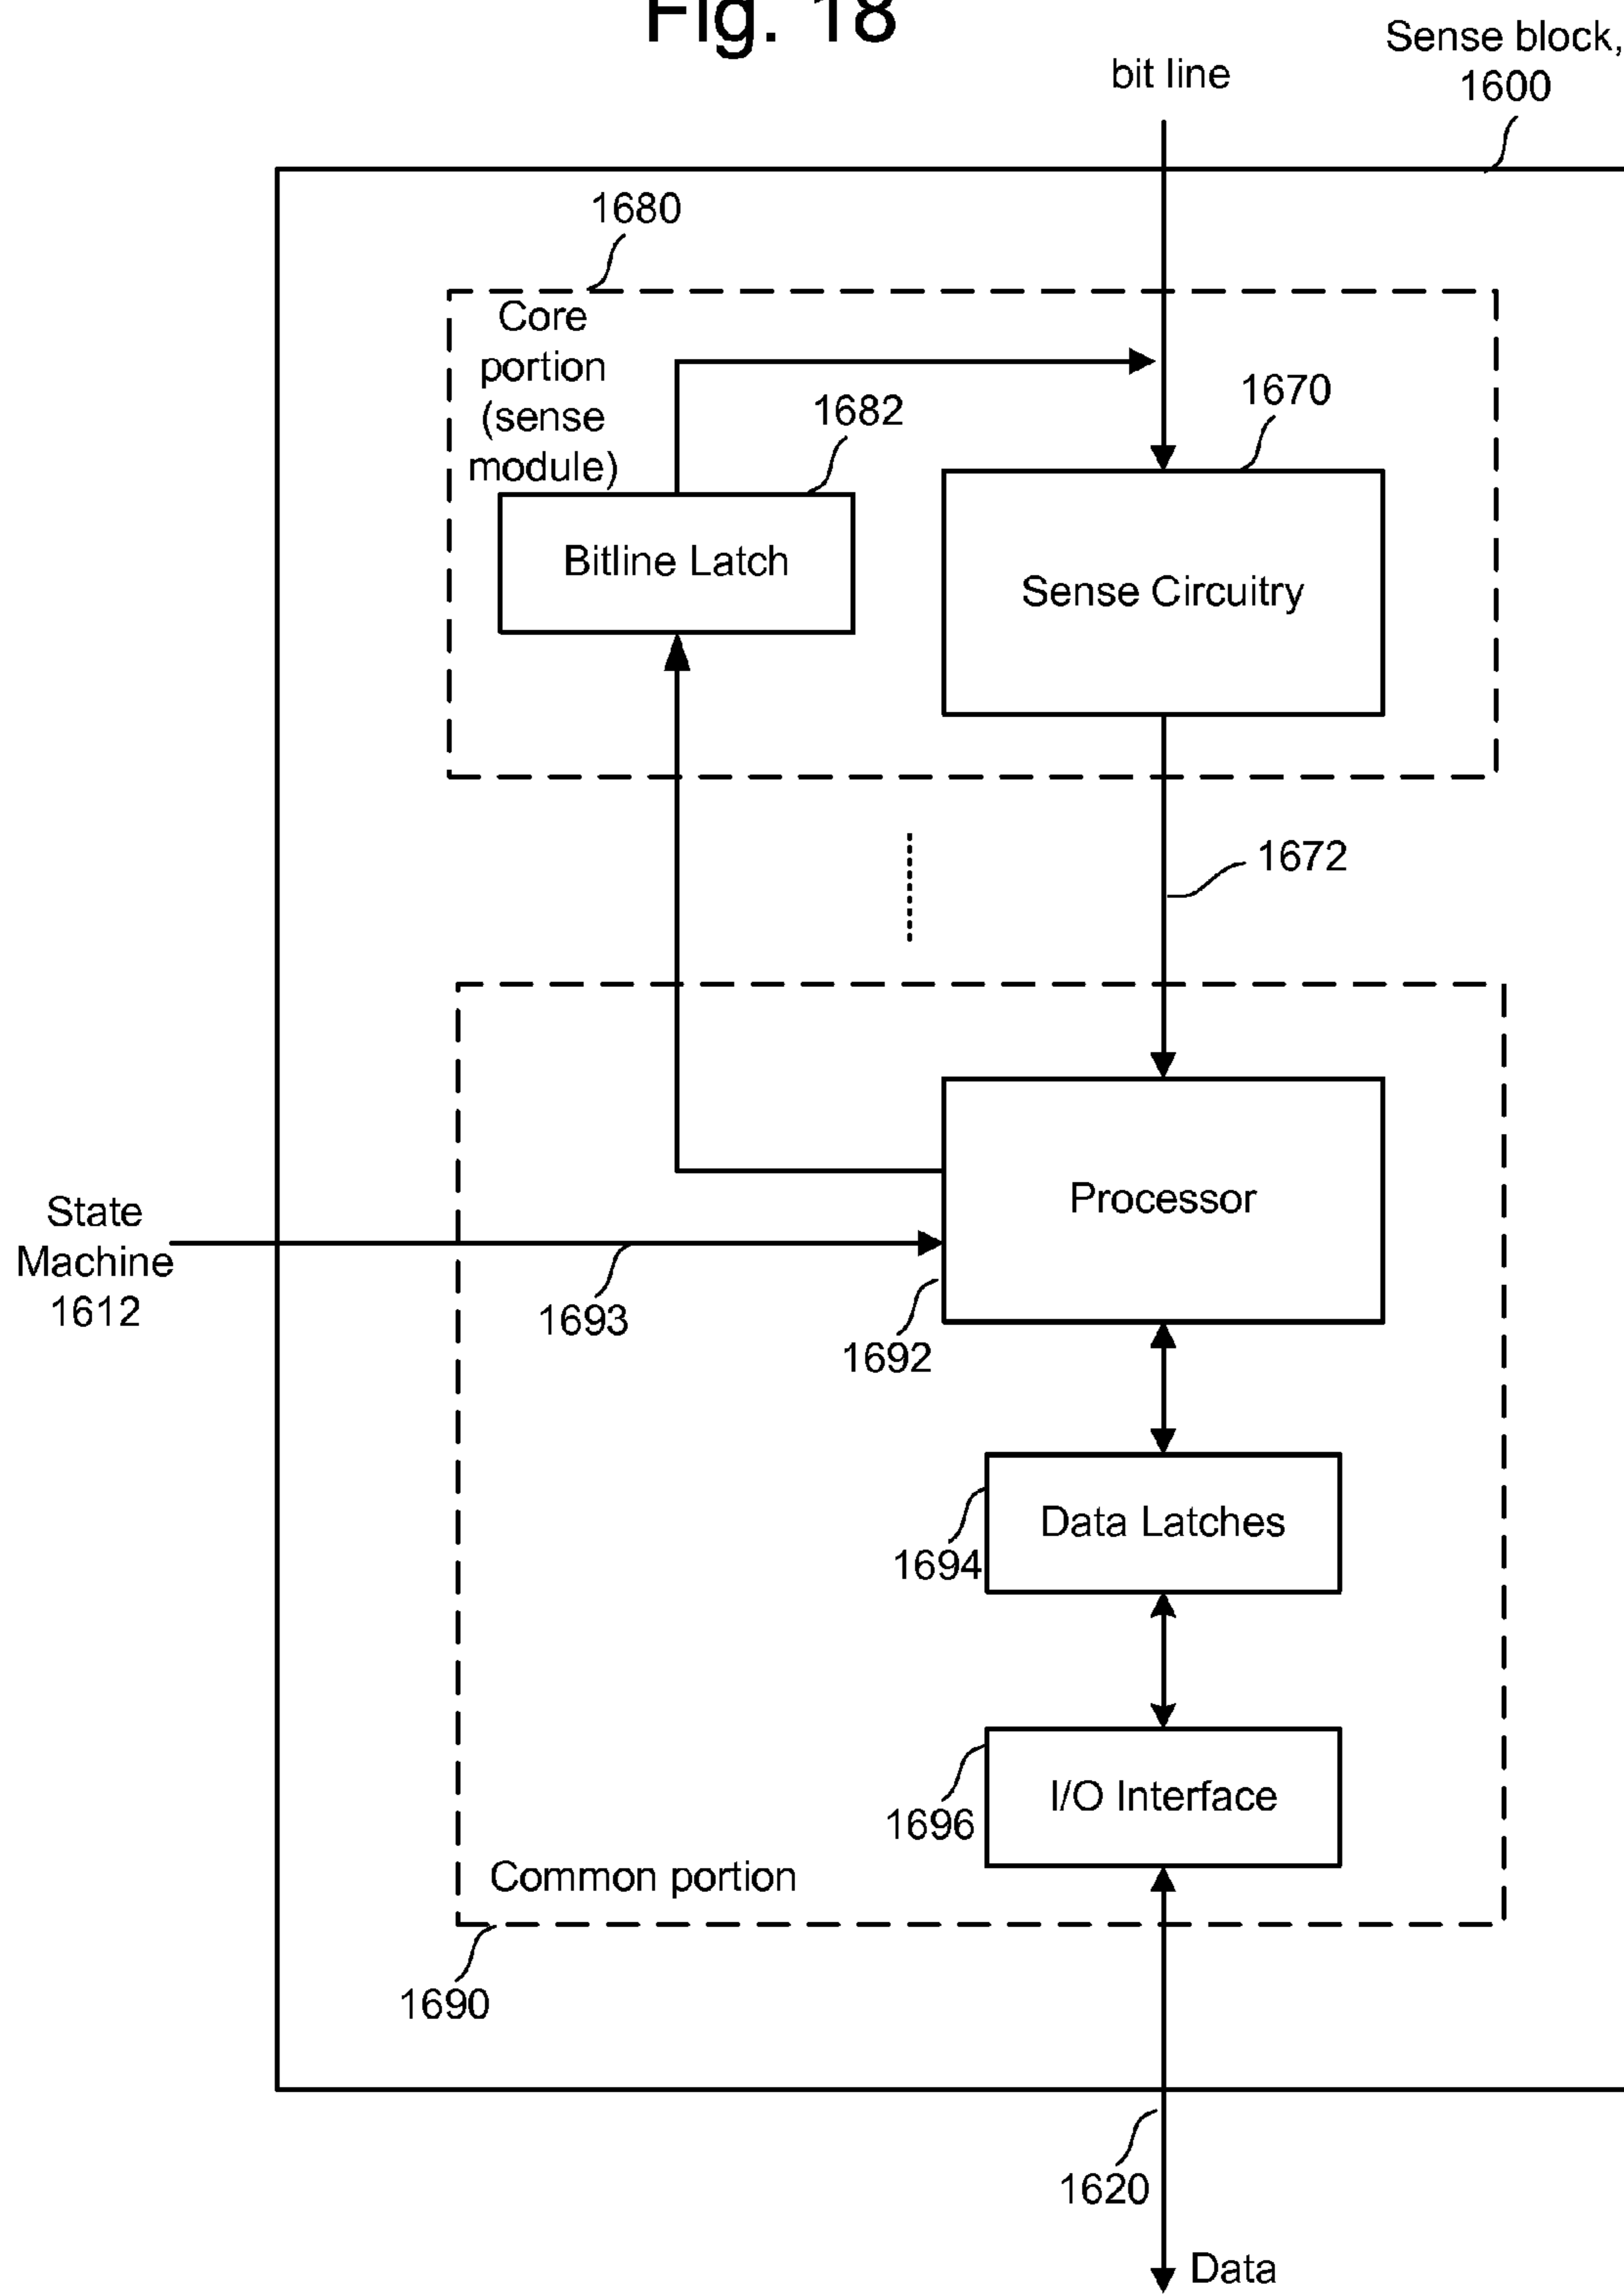 Fig. 18
Sense block,
1600
bit line
1680
Core
portion
(sense
module)
1682
1670
Bitline Latch
Sense Circuitry
1672
Processor
State
Machine
1612
1693
1692
Data Latches
1694
I/O Interface
1696
Common portion
1690
1620
Data